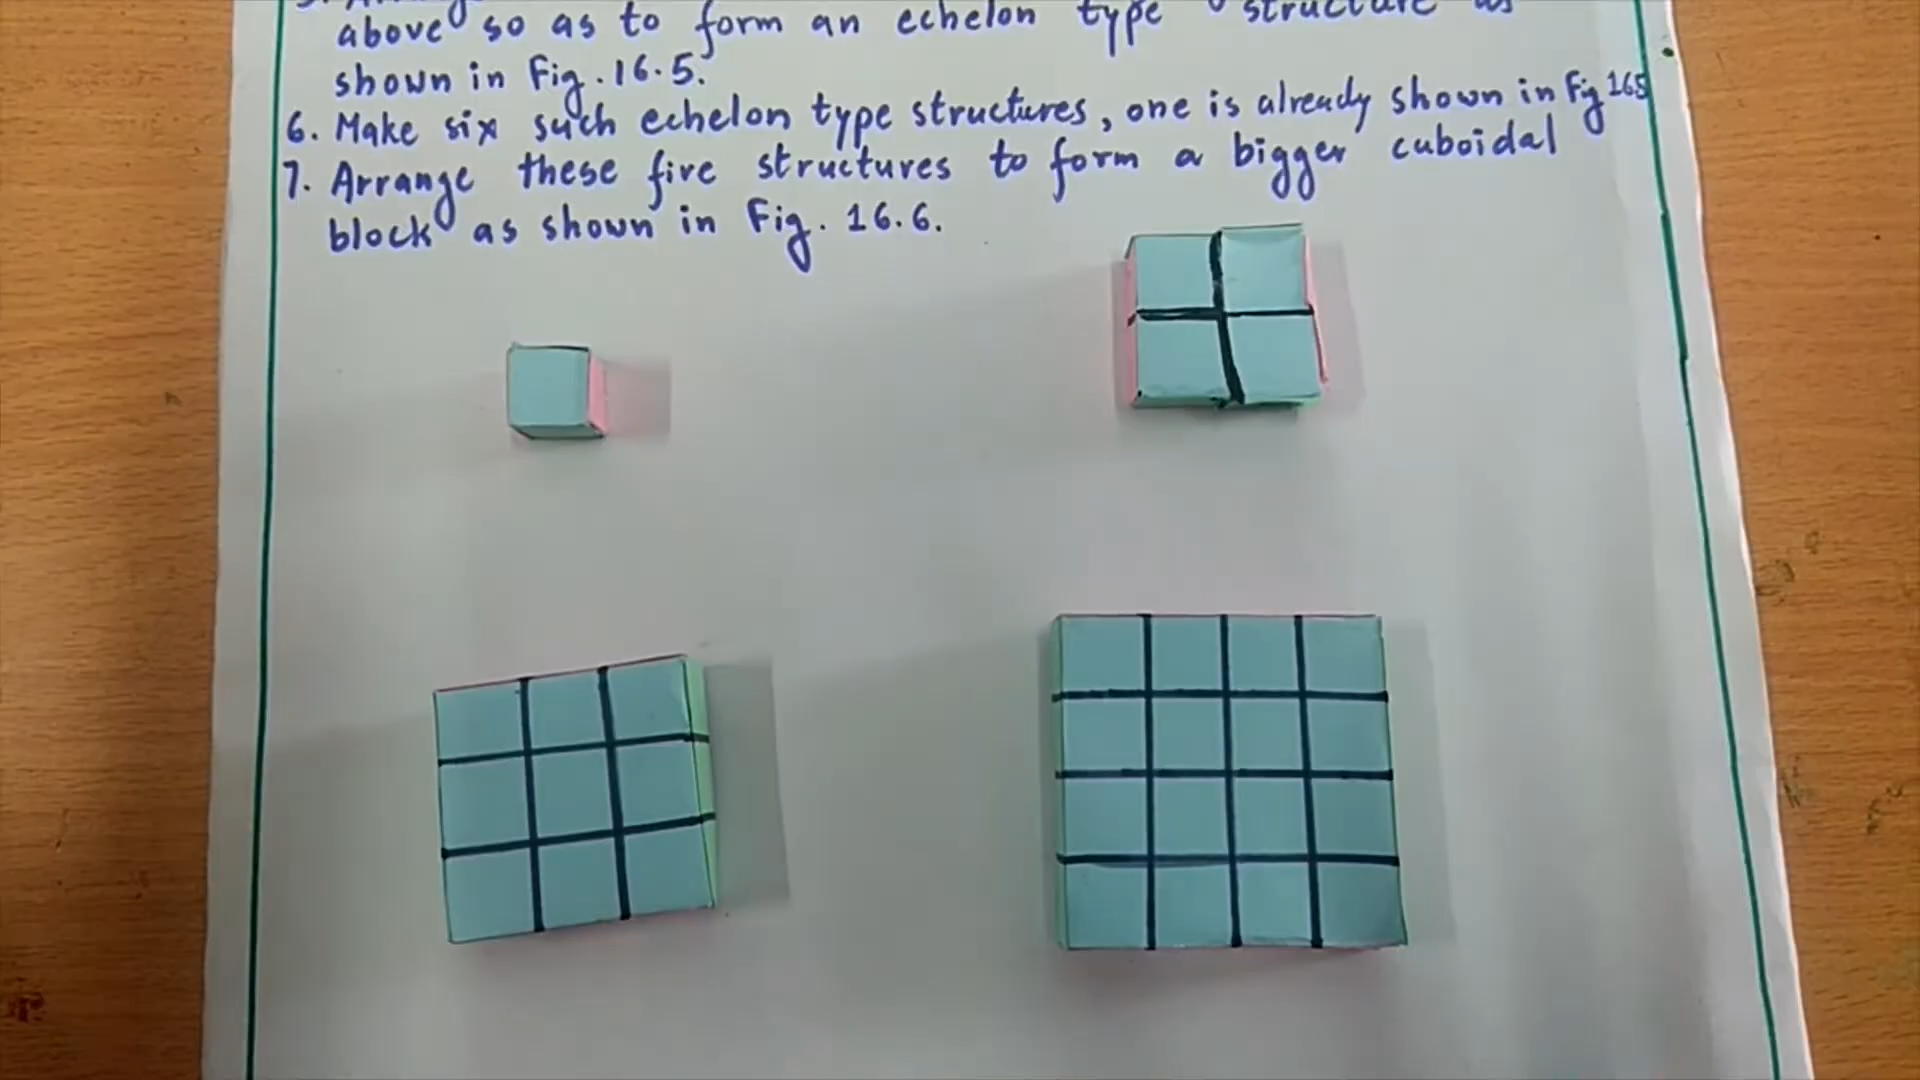 above so as to form an echelon type structure as
shown in Fig. 16.5.
6. Make six such echelon type structures, one is already shown in Fig 165
7. Arrange these five structures to form a bigger cuboidal
block as shown in Fig. 16.6.